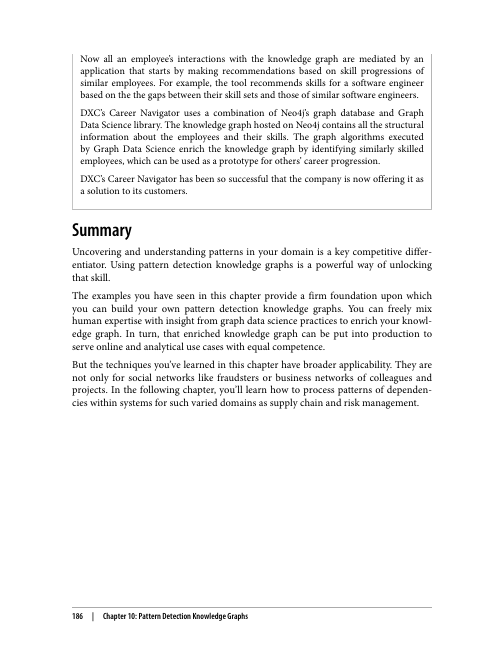 Now all an employee's interactions with the knowledge graph are mediated by an
application that starts by making recommendations based on skill progressions of
similar employees. For example, the tool recommends skills for a software engineer
based on the the gaps between their skill sets and those of similar software engineers.
DXC's Career Navigator uses a combination of Neo4j's graph database and Graph
Data Science library. The knowledge graph hosted on Neo4j contains all the structural
information about the employees and their skills. The graph algorithms executed
by Graph Data Science enrich the knowledge graph by identifying similarly skilled
employees, which can be used as a prototype for others' career progression.
DXC's Career Navigator has been so successful that the company is now offering it as
a solution to its customers.
Summary
Uncovering and understanding patterns in your domain is a key competitive differ-
entiator. Using pattern detection knowledge graphs is a powerful way of unlocking
that skill.
The examples you have seen in this chapter provide a firm foundation upon which
you can build your own pattern detection knowledge graphs. You can freely mix
human expertise with insight from graph data science practices to enrich your knowl-
edge graph. In turn, that enriched knowledge graph can be put into production to
serve online and analytical use cases with equal competence.
But the techniques you've learned in this chapter have broader applicability. They are
not only for social networks like fraudsters or business networks of colleagues and
projects. In the following chapter, you'll learn how to process patterns of dependen-
cies within systems for such varied domains as supply chain and risk management.
186 | Chapter 10: Pattern Detection Knowledge Graphs